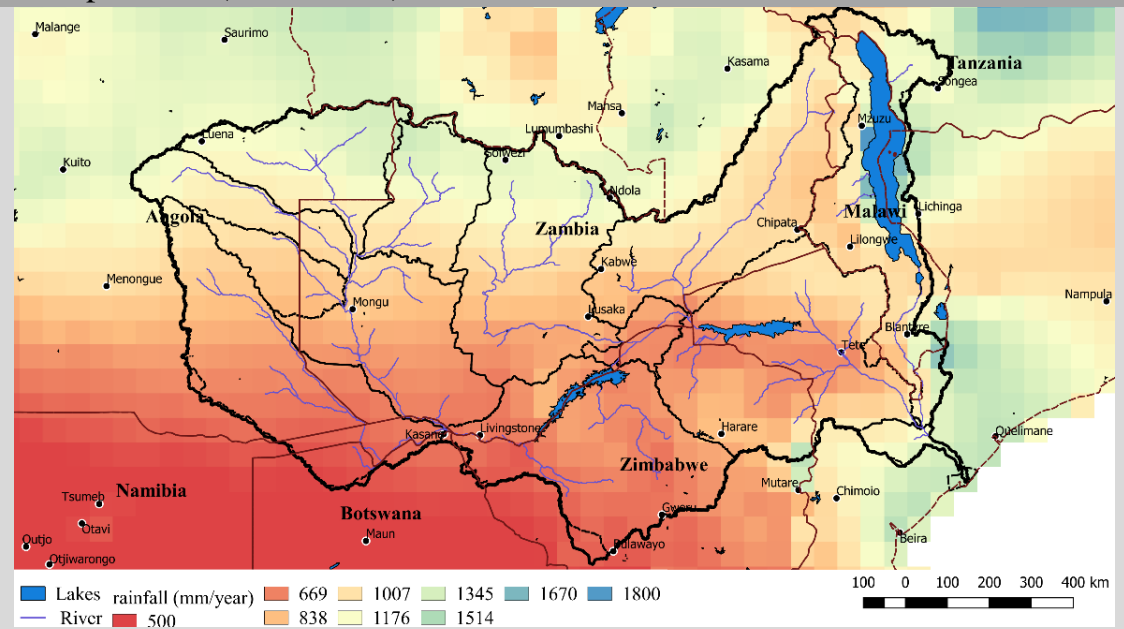 Malange
Saurimo
Kasama
Tanzania
Songea
Mansa
Mzuzu
Luena
Lumumbashi
Solwezi
Kuito
Ndola
Angola
Zambia
Chipata
Malawi
Lichinga
Lilongwe
Kabwe
Menongue
Mongu
Nampula
Lusaka
Blantyre
Tete
Kasane
Livingstone
Harare
Quelimane
Zimbabwe
Namibia
Tsumeb
Mutare
Chimoio
Botswana
Gweru
Otavi
Outjo
Maun
Beira
Bulawayo
Otjiwarongo
Lakes
River
rainfall (mm/year)
500
669
838
1007
1176
1345
1514
1670
1800
100 0 100 200 300 400 km